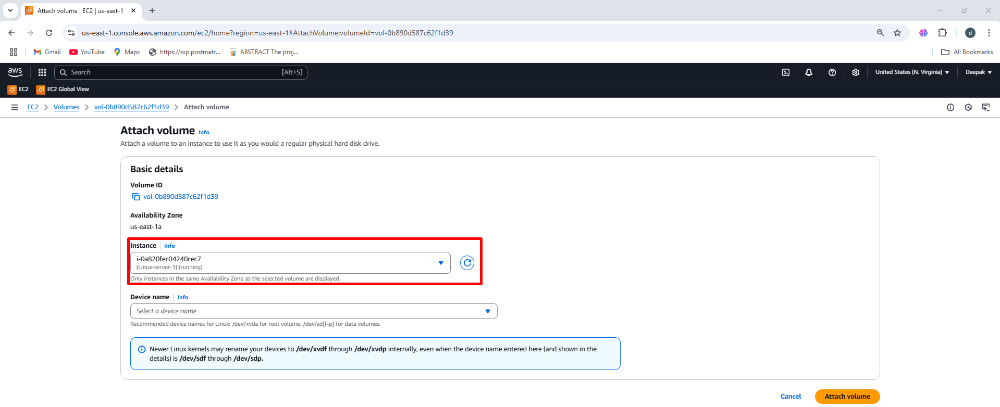 Attach volume | EC2 | us-east-1
us-east-1.console.aws.amazon.com/ec2/home?region=us-east-1#AttachVolume:volumeId=vol-0b890d587c62f1d39
d
Gmail
YouTube
Maps
https://ssp.postmatr...
ABSTRACT The proj...
All Bookmarks
aws
Search
[Alt+S]
United States (N. Virginia)
Deepak
EC2
EC2 Global View
EC2
Volumes
vol-0b890d587c62f1d39
Attach volume
Attach volume Info
Attach a volume to an instance to use it as you would a regular physical hard disk drive.
Basic details
Volume ID
vol-0b890d587c62f1d39
Availability Zone
us-east-1a
Instance Info
i-0a820fec04240cec7
(Linux-server-1) (running)
Only instances in the same Availability Zone as the selected volume are displayed.
Device name Info
Select a device name
Recommended device names for Linux: /dev/xvda for root volume. /dev/sd[f-p] for data volumes.
Newer Linux kernels may rename your devices to /dev/xvdf through /dev/xvdp internally, even when the device name entered here (and shown in the
details) is /dev/sdf through /dev/sdp.
Cancel
Attach volume